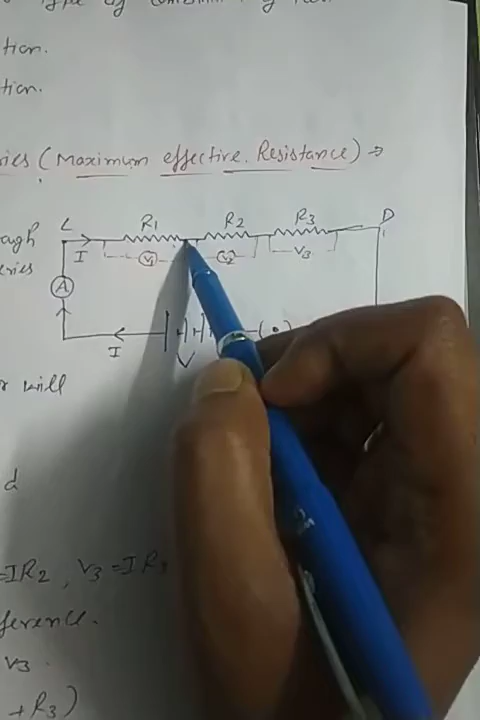 tion.
tion.
ries (Maximum effective Resistance) →
L R1 R2 R3 D
ugh
I V1 V2 V3
eries
A
I V
r will
d
=IR2, V3=IR3
ference.
V3
+R3)